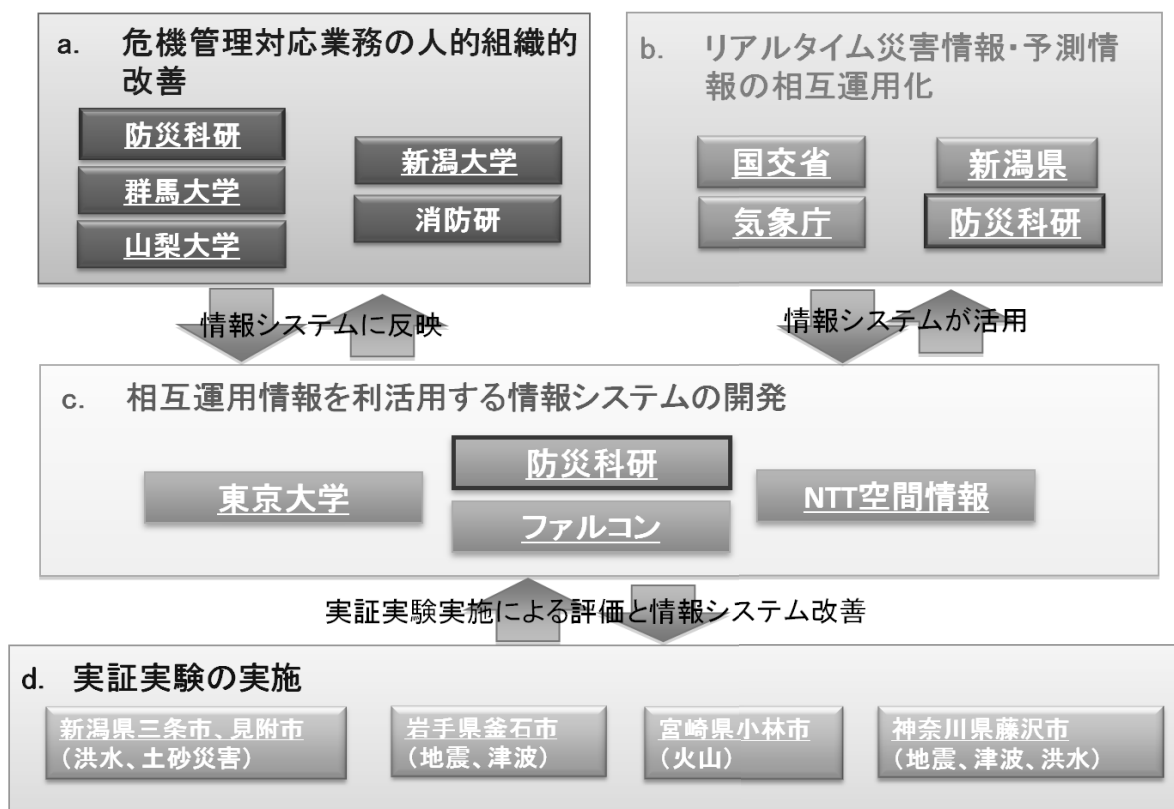 a. 危機管理対応業務の人的組織的
改善
防災科研
群馬大学
山梨大学
新潟大学
消防研
b. リアルタイム災害情報・予測情
報の相互運用化
国交省
新潟県
気象庁
防災科研
情報システムに反映
情報システムが活用
c. 相互運用情報を利活用する情報システムの開発
東京大学
防災科研
ファルコン
NTT空間情報
実証実験実施による評価と情報システム改善
d. 実証実験の実施
新潟県三条市、見附市
(洪水、土砂災害)
岩手県釜石市
(地震、津波)
宮崎県小林市
(火山)
神奈川県藤沢市
(地震、津波、洪水)